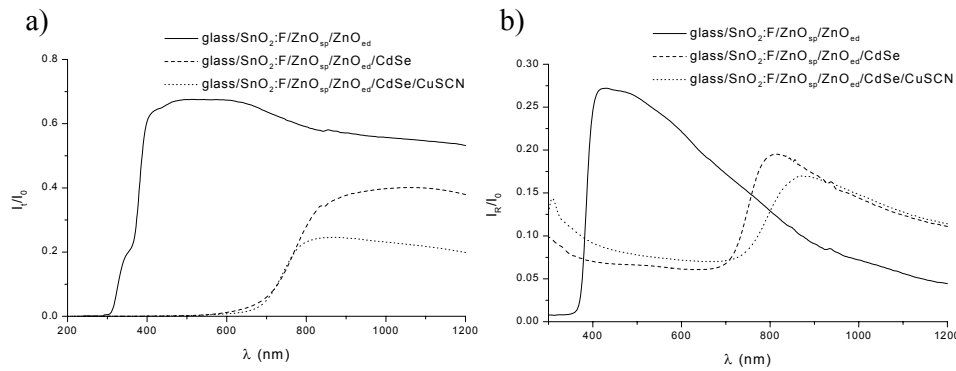 a)
glass/SnO₂:F/ZnOsp/ZnOed
glass/SnO₂:F/ZnOsp/ZnOed/CdSe
glass/SnO₂:F/ZnOsp/ZnOed/CdSe/CuSCN
0.8
0.6
0.4
0.2
0.0
It/I0
200 400 600 800 1000 1200
λ (nm)
b)
glass/SnO₂:F/ZnOsp/ZnOed
glass/SnO₂:F/ZnOsp/ZnOed/CdSe
glass/SnO₂:F/ZnOsp/ZnOed/CdSe/CuSCN
0.30
0.25
0.20
0.15
0.10
0.05
0.00
IR/I0
400 600 800 1000 1200
λ (nm)